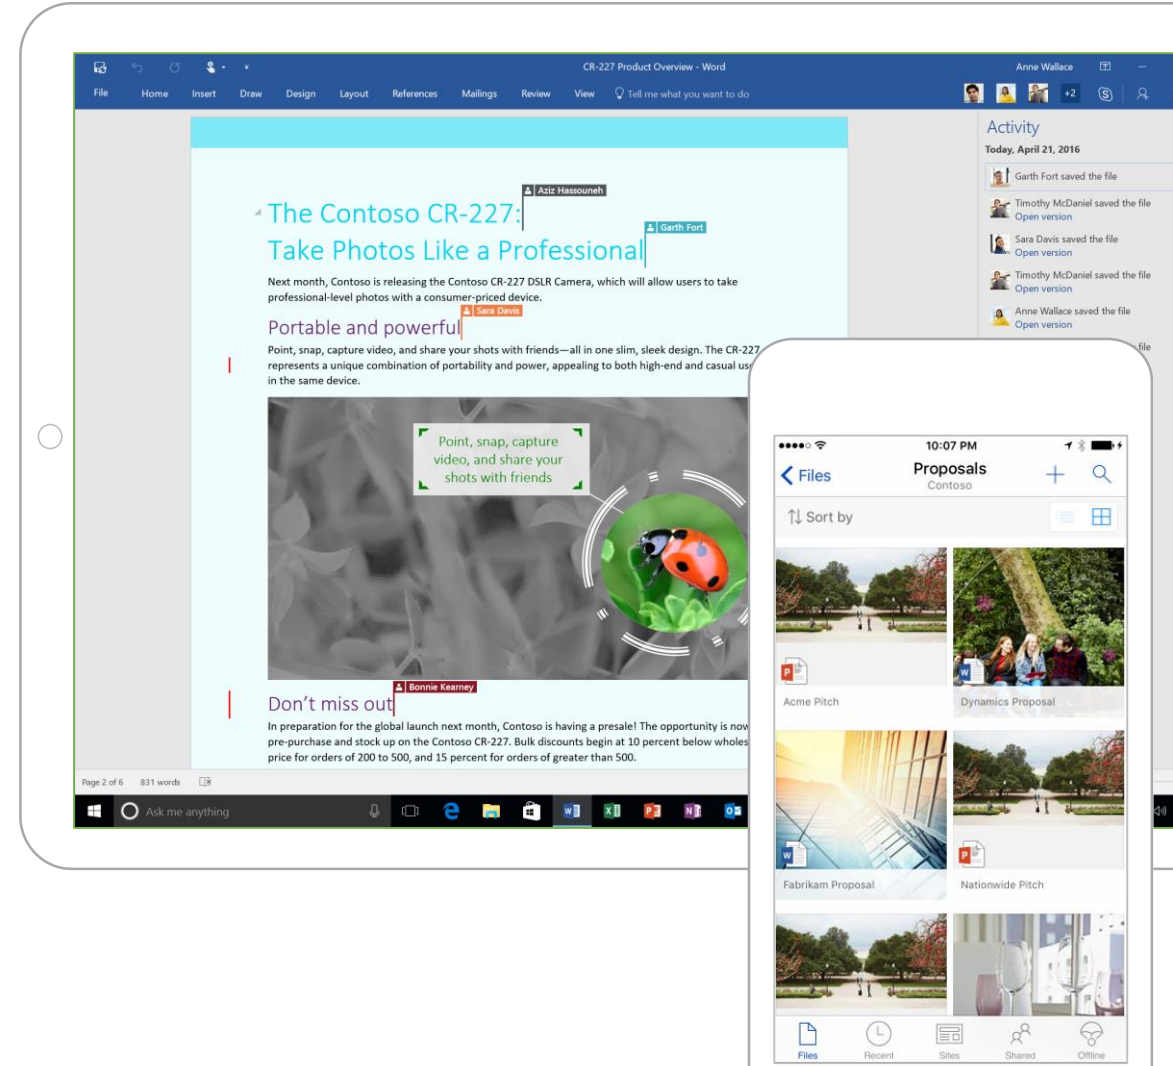 CR-227 Product Overview - Word
Anne Wallace
File Home Insert Draw Design Layout References Mailings Review View Tell me what you want to do
+2
Aziz Hassouneh
The Contoso CR-227:
Garth Fort
Take Photos Like a Professional
Next month, Contoso is releasing the Contoso CR-227 DSLR Camera, which will allow users to take
professional-level photos with a consumer-priced device.
Sara Davis
Portable and powerful
Point, snap, capture video, and share your shots with friends—all in one slim, sleek design. The CR-227
represents a unique combination of portability and power, appealing to both high-end and casual
in the same device.
Point, snap, capture
video, and share your
shots with friends
Bonnie Kearney
Don't miss out
In preparation for the global launch next month, Contoso is having a presale! The opportunity is now
pre-purchase and stock up on the Contoso CR-227. Bulk discounts begin at 10 percent below
price for orders of 200 to 500, and 15 percent for orders of greater than 500.
Page 2 of 6 831 words
Ask me anything
Activity
Today, April 21, 2016
Garth Fort saved the file
Timothy McDaniel saved the file
Open version
Sara Davis saved the file
Open version
Timothy McDaniel saved the file
Open version
Anne Wallace saved the file
Open version
file
10:07 PM
Files
Proposals
Contoso
Sort by
Acme Pitch
Dynamics Proposal
Fabrikam Proposal
Nationwide Pitch
Files Recent Sites Shared Offline